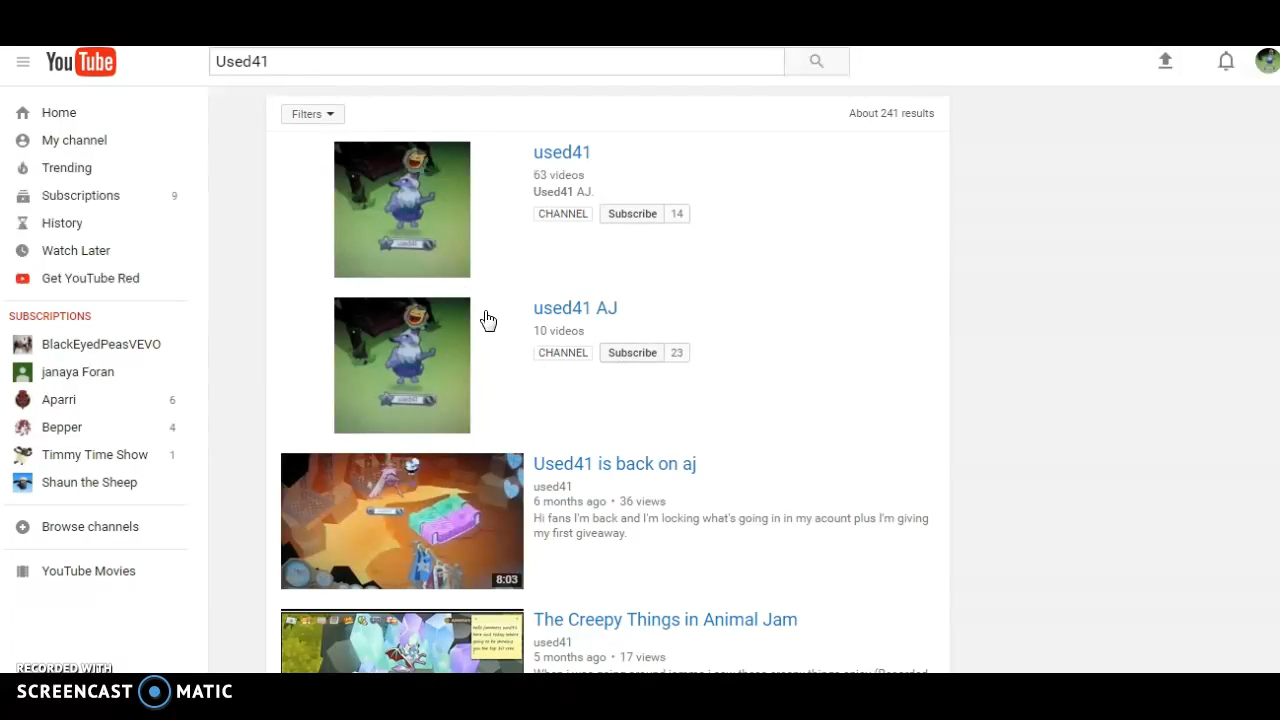 YouTube
Used41
Home
My channel
Trending
Subscriptions 9
History
Watch Later
Get YouTube Red
SUBSCRIPTIONS
BlackEyedPeasVEVO
janaya Foran
Aparri 6
Bepper 4
Timmy Time Show 1
Shaun the Sheep
Browse channels
YouTube Movies
Filters
About 241 results
used41
63 videos
Used41 AJ.
CHANNEL Subscribe 14
used41
used41 AJ
10 videos
CHANNEL Subscribe 23
used41
Used41 is back on aj
used41
6 months ago • 36 views
Hi fans I'm back and I'm locking what's going in in my acount plus I'm giving
my first giveaway.
8:03
The Creepy Things in Animal Jam
used41
5 months ago • 17 views
RECORDED WITH
SCREENCAST MATIC